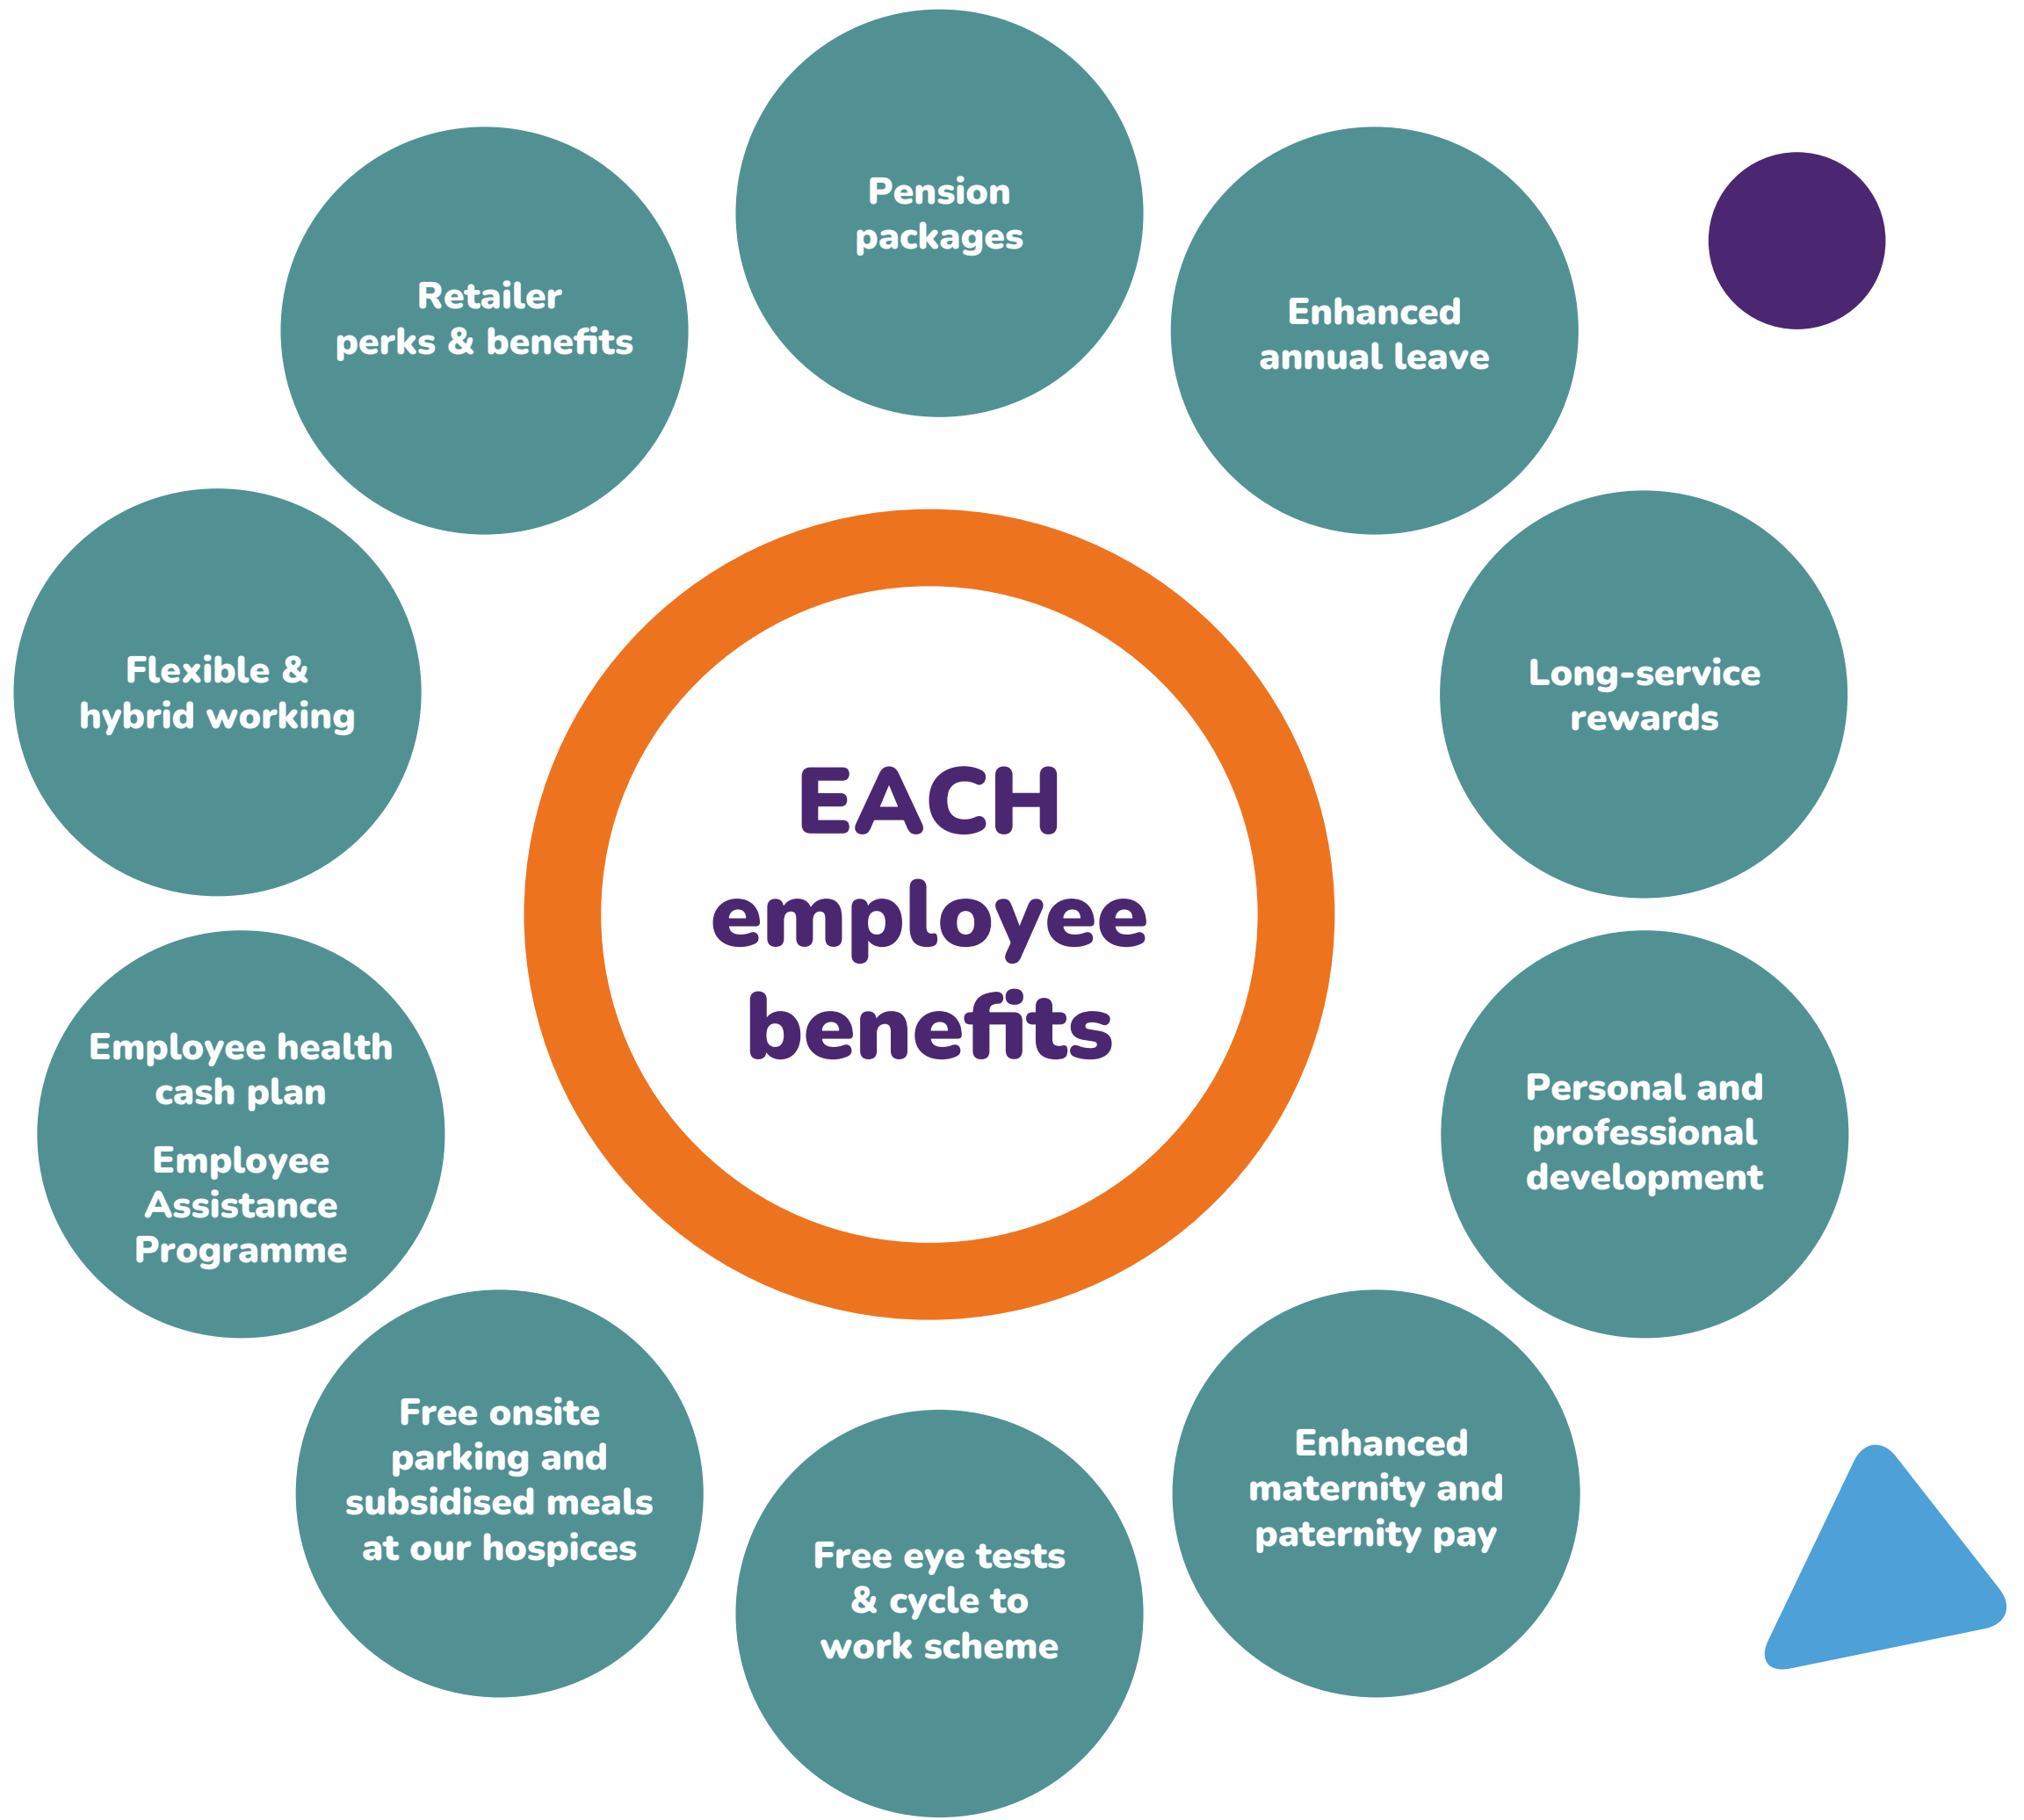 EACH
employee
benefits
Pension
packages
Enhanced
annual leave
Long-service
rewards
Personal and
professional
development
Enhanced
maternity and
paternity pay
Free eye tests
& cycle to
work scheme
Free onsite
parking and
subsidised meals
at our hospices
Employee health
cash plan
Employee
Assistance
Programme
Flexible &
hybrid working
Retailer
perks & benefits